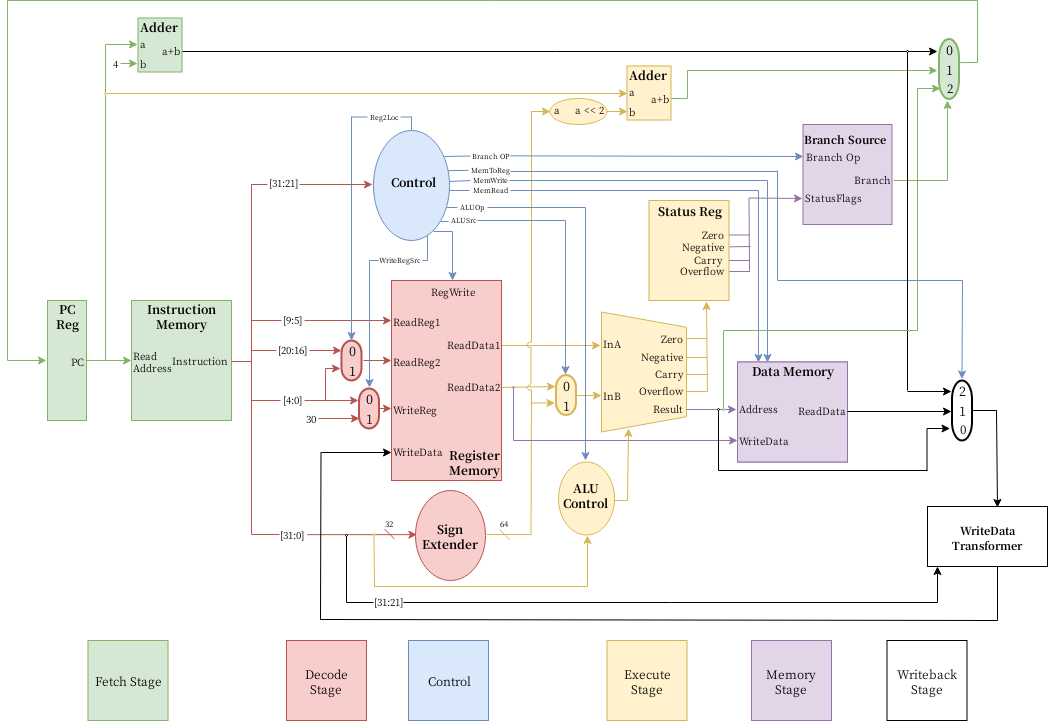 Adder
a
a+b
4
b
0
1
2
Adder
a
a+b
b
a
a << 2
Reg2Loc
Control
Branch OP
MemToReg
MemWrite
MemRead
ALUOp
ALUSrc
WriteRegSrc
[31:21]
Branch Source
Branch Op
Branch
StatusFlags
Status Reg
Zero
Negative
Carry
Overflow
PC
Reg
PC
Instruction
Memory
Read
Address
Instruction
[9:5]
[20:16]
[4:0]
30
[31:0]
0
1
0
1
RegWrite
ReadReg1
ReadData1
ReadReg2
ReadData2
WriteReg
WriteData
Register
Memory
0
1
InA
InB
Zero
Negative
Carry
Overflow
Result
Data Memory
Address
ReadData
WriteData
2
1
0
ALU
Control
32
Sign
Extender
64
WriteData
Transformer
[31:21]
Fetch Stage
Decode
Stage
Control
Execute
Stage
Memory
Stage
Writeback
Stage